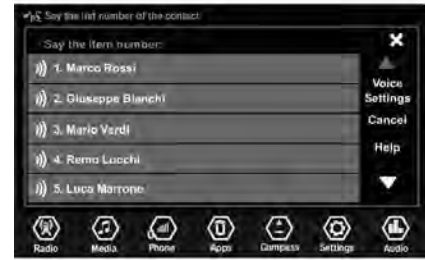 Say the list number of the contact:
Say the item number:
1. Marco Rossi
2. Giuseppe Bianchi
3. Mario Verdi
4. Remo Lucchi
5. Luca Marrone
Voice
Settings
Cancel
Help
Radio
Media
Phone
Apps
Compass
Settings
Audio